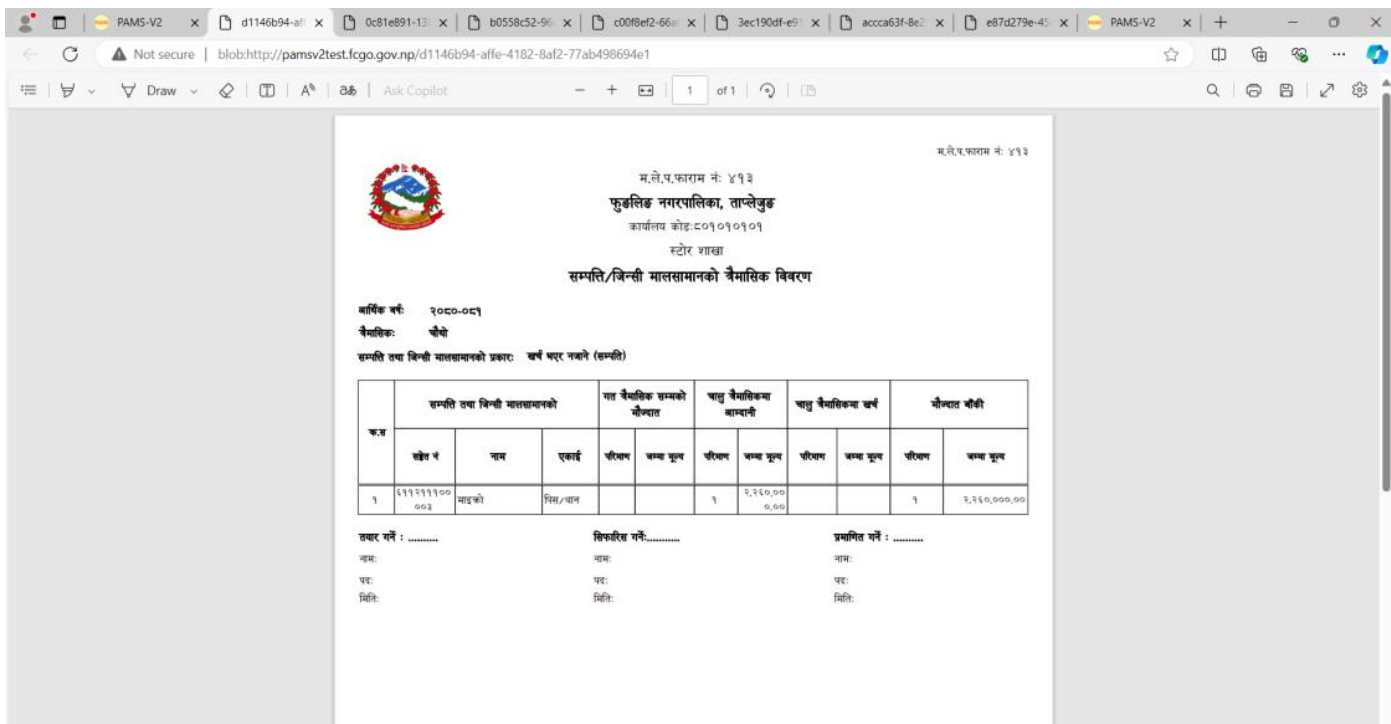 PAMS-V2
d1146b94-aff
0c81e891-13
b0558c52-96
c00f8ef2-66a
3ec190df-e91
accca63f-8e2
e87d279e-45
PAMS-V2
Not secure | blob:http://pamsv2test.fcgo.gov.np/d1146b94-affe-4182-8af2-77ab498694e1
Draw Ask Copilot 1 of 1
म.ले.प.फाराम नंः ४१३
म.ले.प.फाराम नंः ४१३
फुङलिङ नगरपालिका, ताप्लेजुङ
कार्यालय कोडः८०१०१०१०१
स्टोर शाखा
सम्पत्ति/जिन्सी मालसामानको त्रैमासिक विवरण
आर्थिक वर्षः २०८०-०८१
त्रैमासिकः चौथो
सम्पत्ति तथा जिन्सी मालसामानको प्रकारः खर्च भएर नजाने (सम्पति)
क.स
सम्पत्ति तथा जिन्सी मालसामानको
गत त्रैमासिक सम्मको मौज्दात
चालु त्रैमासिकमा आम्दानी
चालु त्रैमासिकमा खर्च
मौज्दात बाँकी
सङ्केत नं नाम एकाई परिमाण जम्मा मूल्य परिमाण जम्मा मूल्य परिमाण जम्मा मूल्य परिमाण जम्मा मूल्य
१ ६११२१११०० माइको पिस/थान १ २,२६०,०० १ २,२६०,०००.००
००३ ०.००
तयार गर्ने : .......... सिफारिस गर्नेः........... प्रमाणित गर्ने : ..........
नामः नामः नामः
पदः पदः पदः
मितिः मितिः मितिः